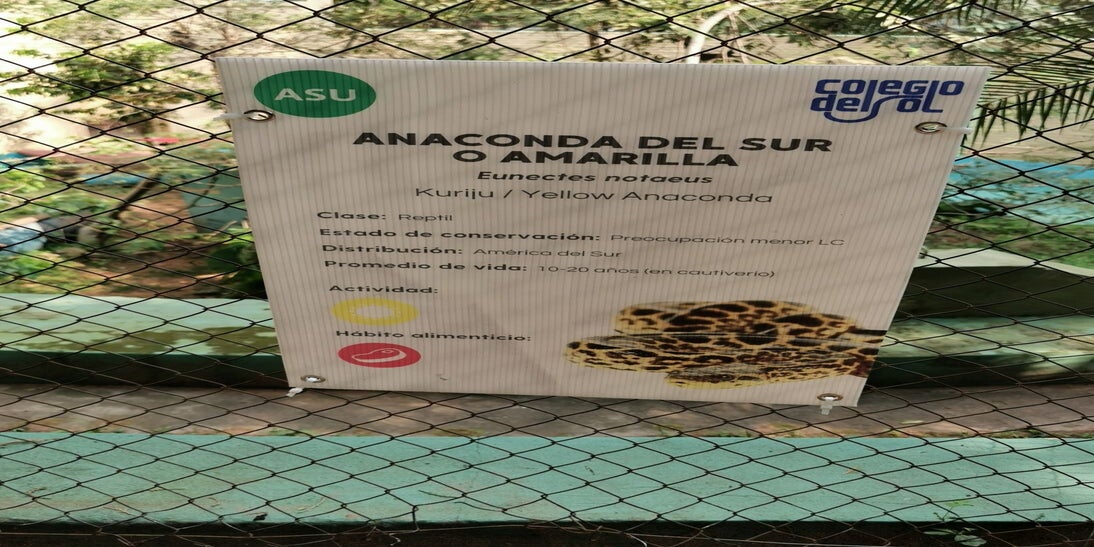 ASU
COLEGIO
DEL SOL
ANACONDA DEL SUR
O AMARILLA
Eunectes notaeus
Kuriju / Yellow Anaconda
Clase: Reptil
Estado de conservación: Preocupación menor LC
Distribución: América del Sur
Promedio de vida: 10-20 años (en cautiverio)
Actividad:
Hábito alimenticio: